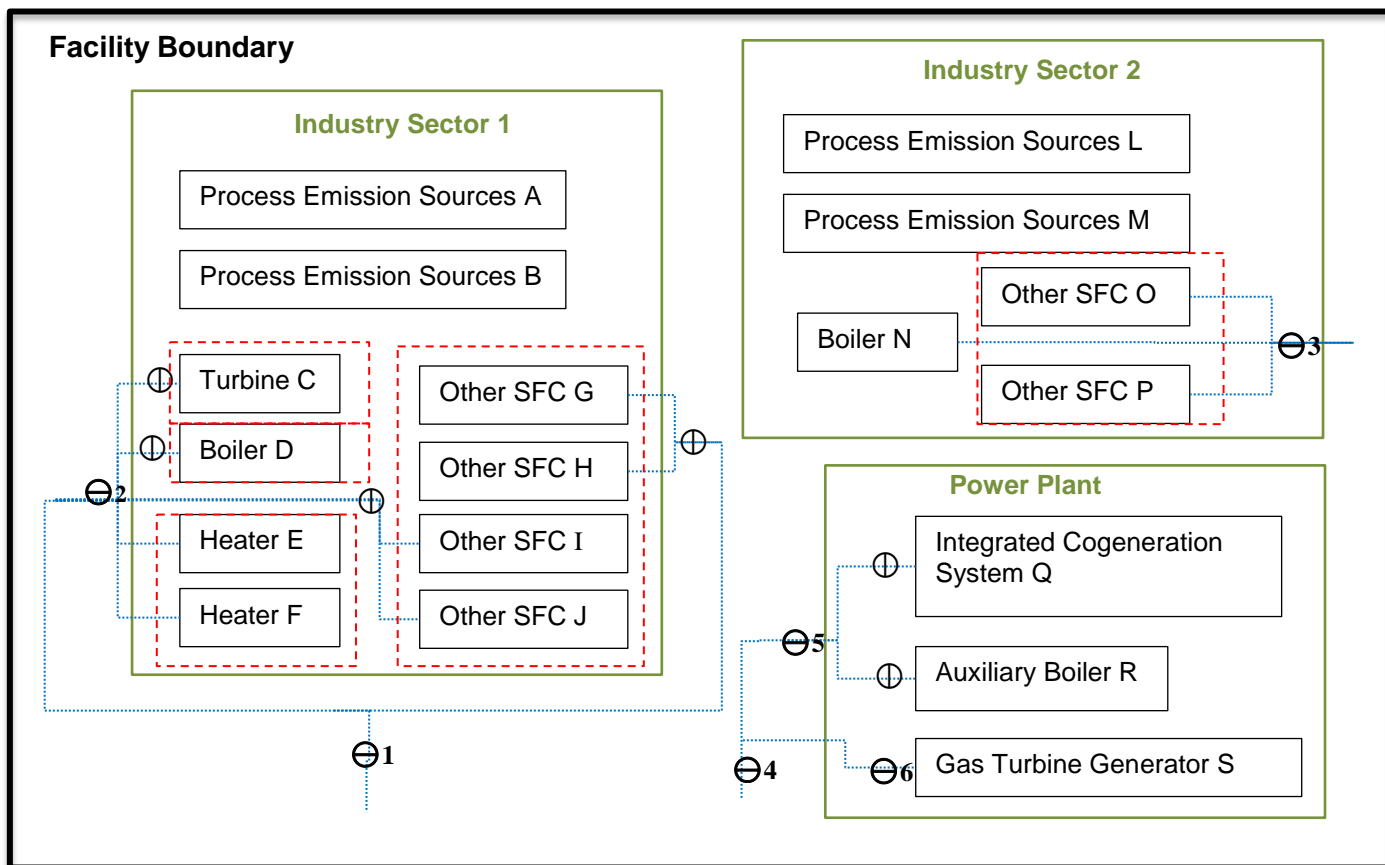 Facility Boundary
Industry Sector 1
Process Emission Sources A
Process Emission Sources B
Turbine C
Boiler D
Heater E
Heater F
Other SFC G
Other SFC H
Other SFC I
Other SFC J
2
1
Industry Sector 2
Process Emission Sources L
Process Emission Sources M
Other SFC O
Boiler N
Other SFC P
3
Power Plant
Integrated Cogeneration
System Q
Auxiliary Boiler R
Gas Turbine Generator S
5
4
6